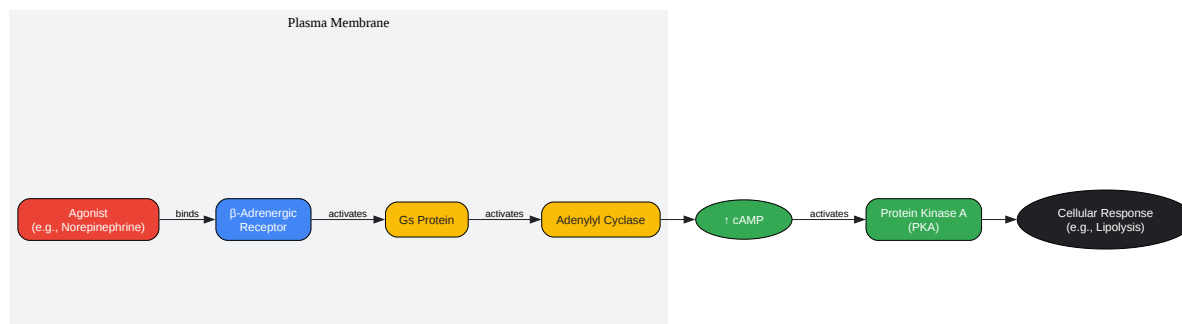 Plasma Membrane
Agonist
(e.g., Norepinephrine)
binds
β-Adrenergic
Receptor
activates
Gs Protein
activates
Adenylyl Cyclase
↑ cAMP
activates
Protein Kinase A
(PKA)
Cellular Response
(e.g., Lipolysis)